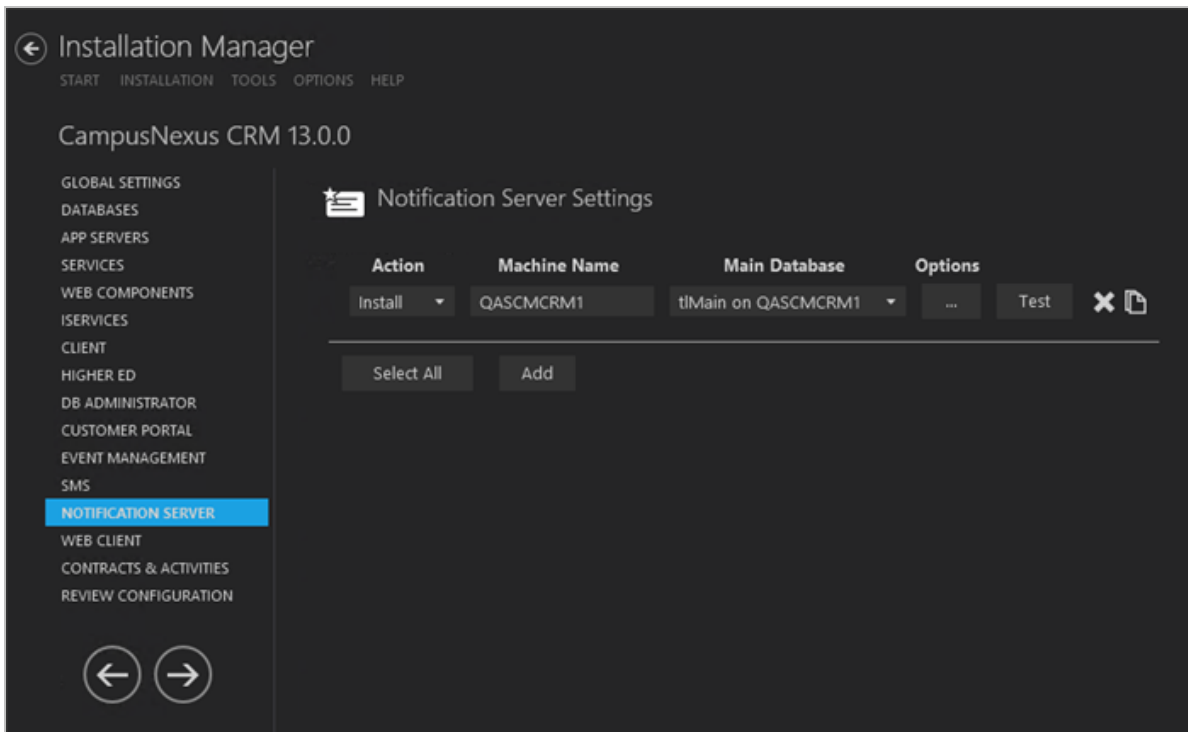 Installation Manager
START INSTALLATION TOOLS OPTIONS HELP
CampusNexus CRM 13.0.0
GLOBAL SETTINGS
DATABASES
APP SERVERS
SERVICES
WEB COMPONENTS
ISERVICES
CLIENT
HIGHER ED
DB ADMINISTRATOR
CUSTOMER PORTAL
EVENT MANAGEMENT
SMS
NOTIFICATION SERVER
WEB CLIENT
CONTRACTS & ACTIVITIES
REVIEW CONFIGURATION
Notification Server Settings
Action Machine Name Main Database Options
Install QASCMCRM1 tlMain on QASCMCRM1 ... Test
Select All Add